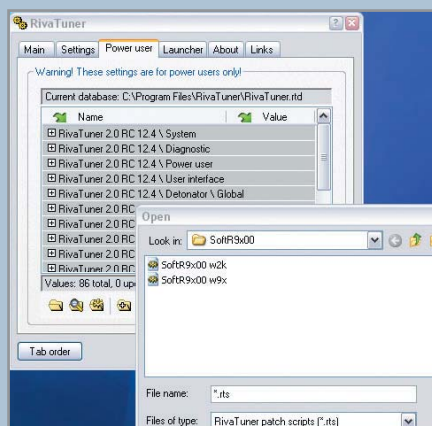 RivaTuner
Main Settings Power user Launcher About Links
Warning! These settings are for power users only!
Current database: C:\Program Files\RivaTuner\RivaTuner.rtd
Name Value
RivaTuner 2.0 RC 12.4 \ System
RivaTuner 2.0 RC 12.4 \ Diagnostic
RivaTuner 2.0 RC 12.4 \ Power user
RivaTuner 2.0 RC 12.4 \ User interface
RivaTuner 2.0 RC 12.4 \ Detonator \ Global
RivaTuner 2.0 RC
RivaTuner 2.0 RC
RivaTuner 2.0 RC
RivaTuner 2.0 RC
RivaTuner 2.0 RC
Values: 86 total, 0
Tab order
Open
Look in: SoftR9x00
SoftR9x00 w2k
SoftR9x00 w9x
File name: *.rts
Files of type: RivaTuner patch scripts (*.rts)